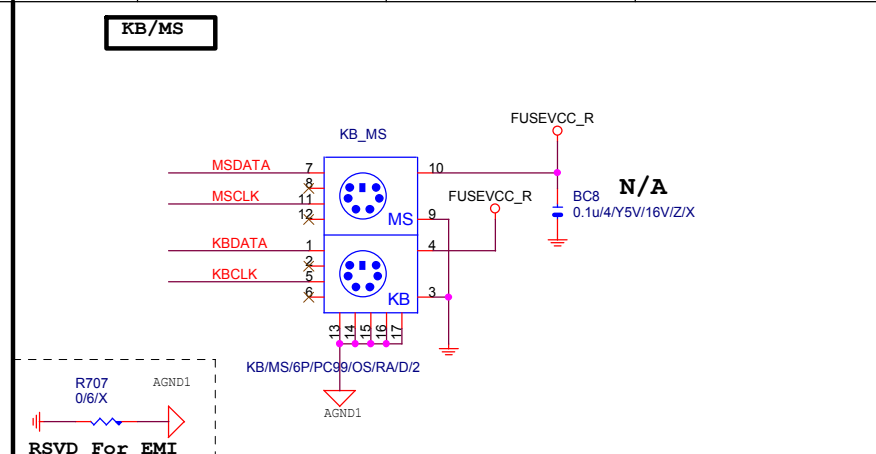 KB/MS
FUSEVCC_R
KB_MS
MSDATA 7 10
8
MSCLK 11
12 MS 9
FUSEVCC_R
BC8 N/A
0.1u/4/Y5V/16V/Z/X
KBDATA 1 4
2
KBCLK 5
6 KB 3
13 14 15 16 17
KB/MS/6P/PC99/OS/RA/D/2
AGND1
R707 AGND1
0/6/X
RSVD For EMI